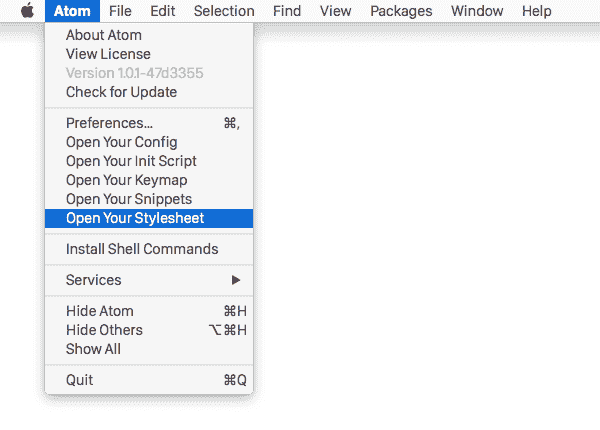 Atom File Edit Selection Find View Packages Window Help
About Atom
View License
Version 1.0.1-47d3355
Check for Update
Preferences... ⌘,
Open Your Config
Open Your Init Script
Open Your Keymap
Open Your Snippets
Open Your Stylesheet
Install Shell Commands
Services ▶
Hide Atom ⌘H
Hide Others ⌥⌘H
Show All
Quit ⌘Q